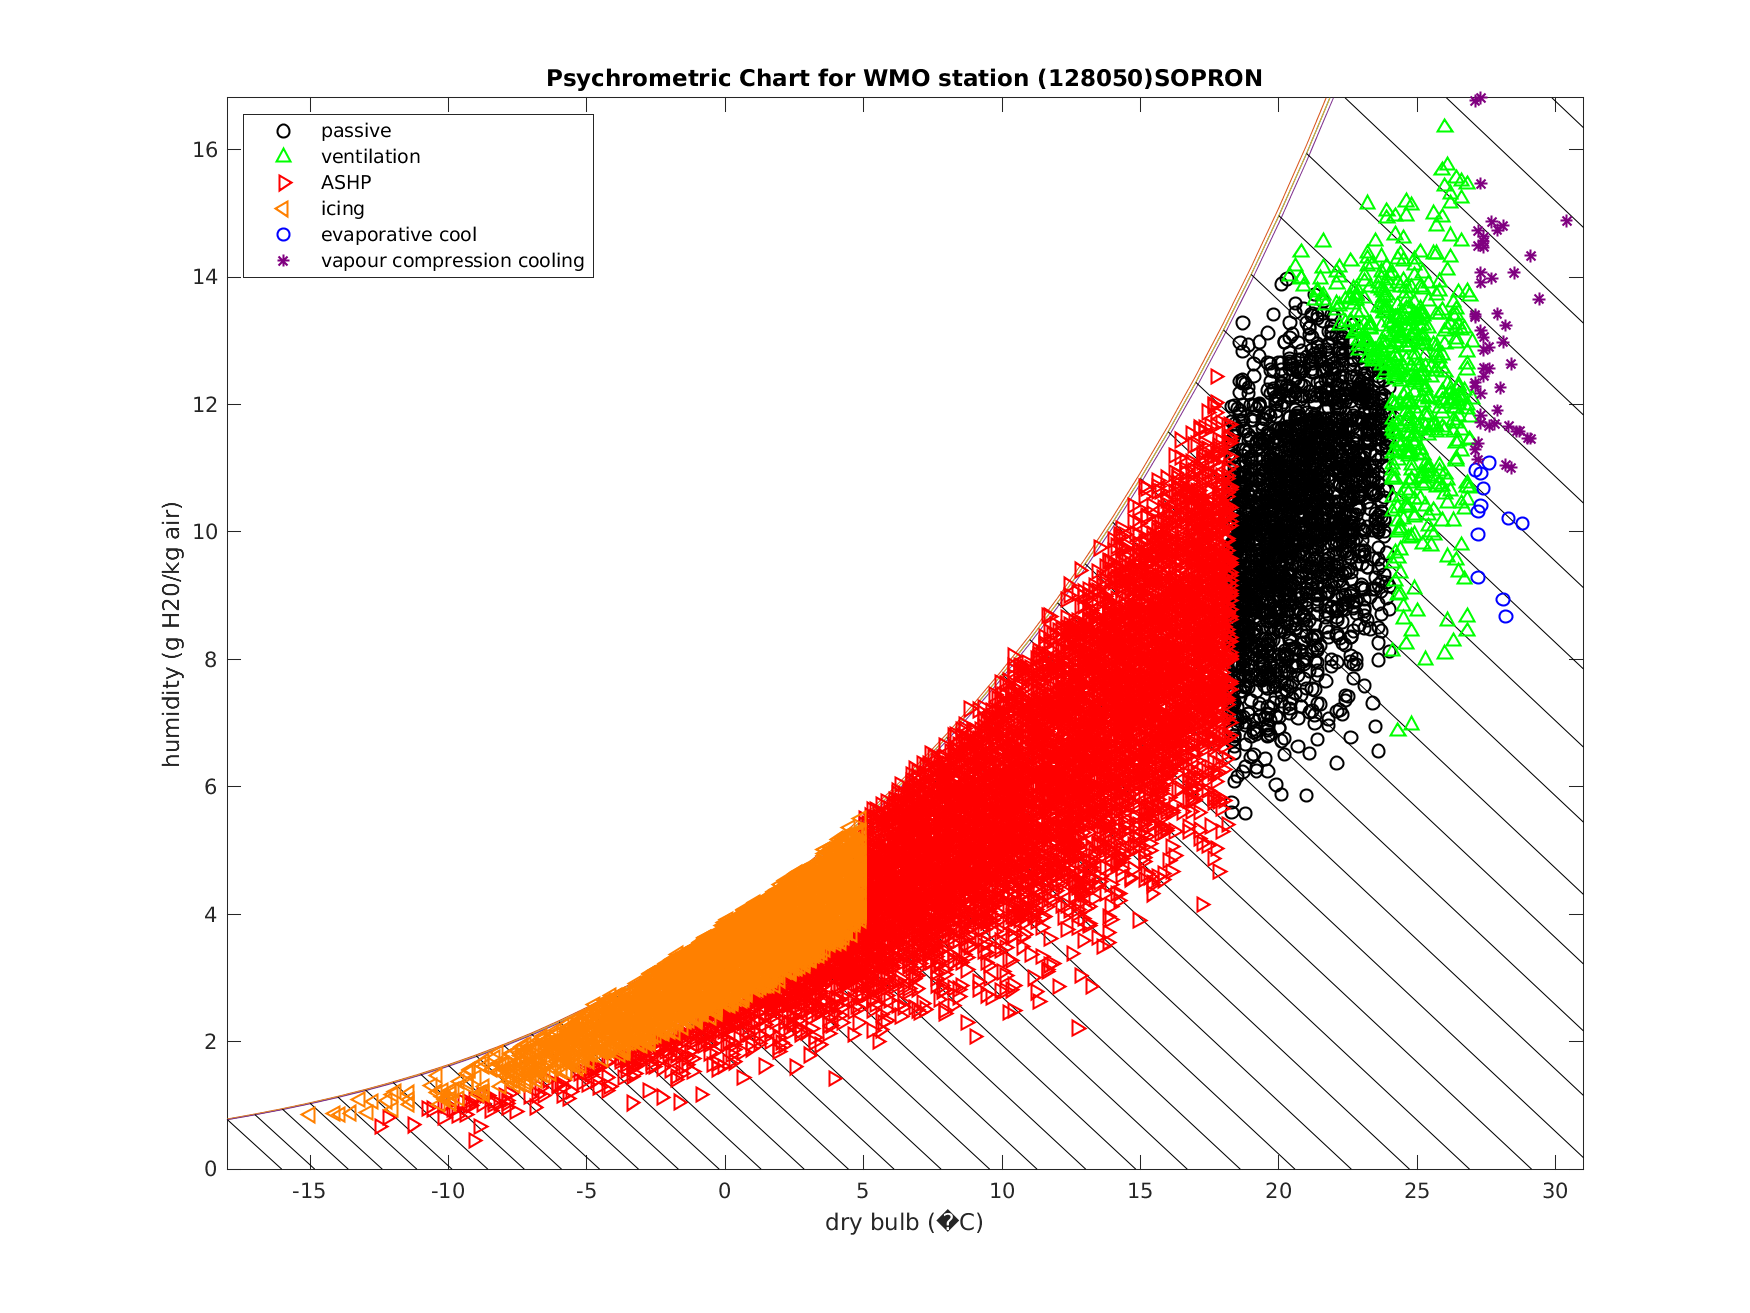 Psychrometric Chart for WMO station (128050)SOPRON
passive
ventilation
ASHP
icing
evaporative cool
vapour compression cooling
humidity (g H20/kg air)
16
14
12
10
8
6
4
2
0
-15 -10 -5 0 5 10 15 20 25 30
dry bulb (�C)